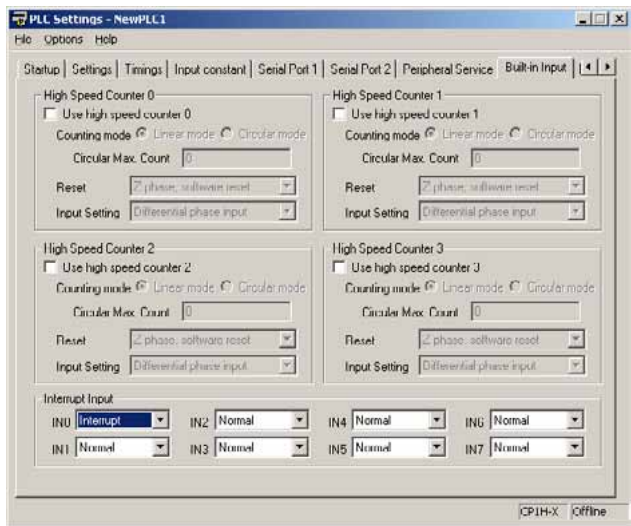 PLC Settings - NewPLC1
File Options Help
Startup Settings Timings Input constant Serial Port 1 Serial Port 2 Peripheral Service Built-in Input
High Speed Counter 0
Use high speed counter 0
Counting mode Linear mode Circular mode
Circular Max. Count 0
Reset Z phase, software reset
Input Setting Differential phase input
High Speed Counter 1
Use high speed counter 1
Counting mode Linear mode Circular mode
Circular Max. Count 0
Reset Z phase, software reset
Input Setting Differential phase input
High Speed Counter 2
Use high speed counter 2
Counting mode Linear mode Circular mode
Circular Max. Count 0
Reset Z phase, software reset
Input Setting Differential phase input
High Speed Counter 3
Use high speed counter 3
Counting mode Linear mode Circular mode
Circular Max. Count 0
Reset Z phase, software reset
Input Setting Differential phase input
Interrupt Input
IN0 Interrupt IN2 Normal IN4 Normal IN6 Normal
IN1 Normal IN3 Normal IN5 Normal IN7 Normal
CP1H-X Offline